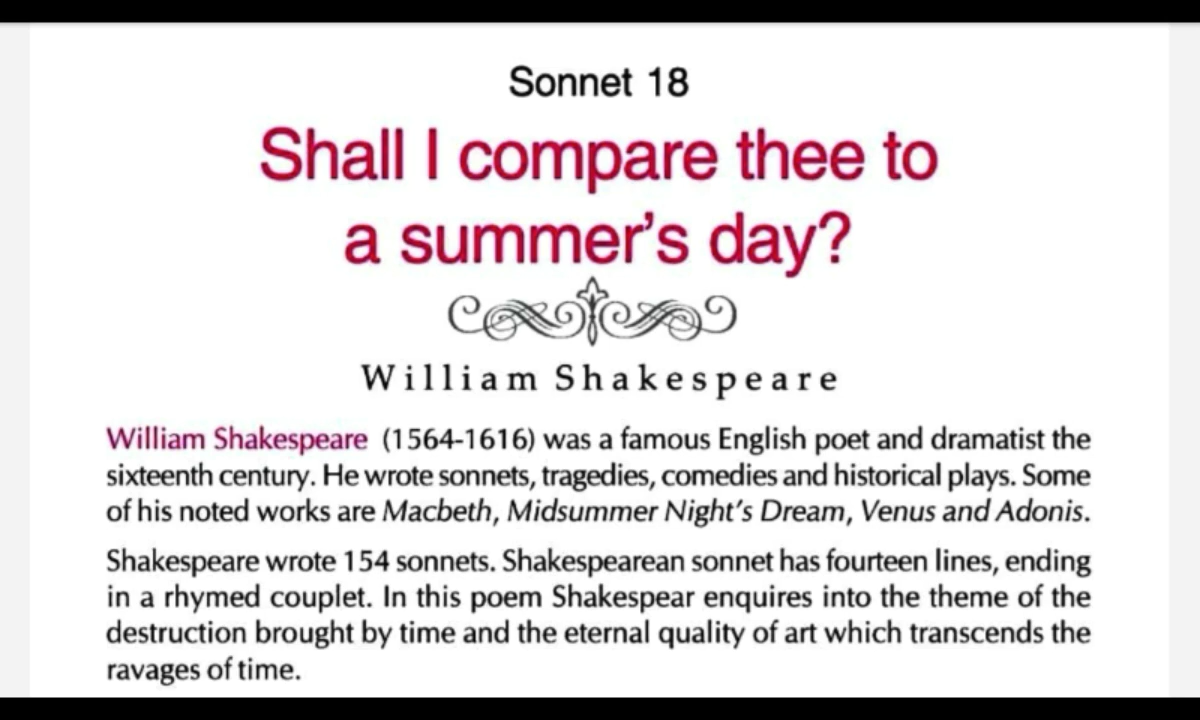 Sonnet 18
Shall I compare thee to
a summer's day?
William Shakespeare
William Shakespeare (1564-1616) was a famous English poet and dramatist the
sixteenth century. He wrote sonnets, tragedies, comedies and historical plays. Some
of his noted works are Macbeth, Midsummer Night's Dream, Venus and Adonis.
Shakespeare wrote 154 sonnets. Shakespearean sonnet has fourteen lines, ending
in a rhymed couplet. In this poem Shakespear enquires into the theme of the
destruction brought by time and the eternal quality of art which transcends the
ravages of time.